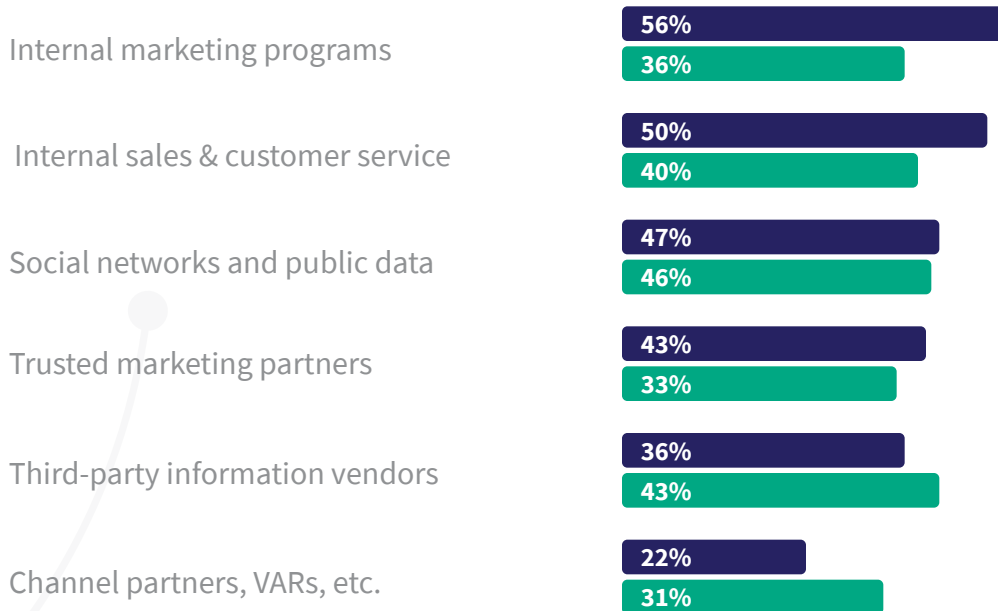 Internal marketing programs
56%
36%
Internal sales & customer service
50%
40%
Social networks and public data
47%
46%
Trusted marketing partners
43%
33%
Third-party information vendors
36%
43%
Channel partners, VARs, etc.
22%
31%